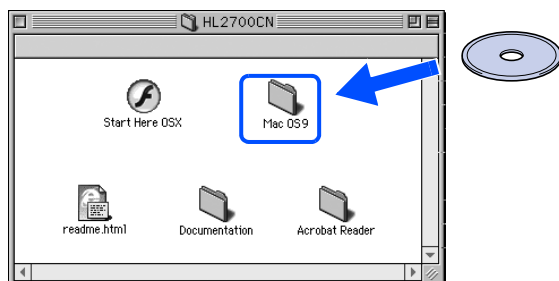 HL2700CN
Start Here OSX
Mac OS9
readme.html
Documentation
Acrobat Reader